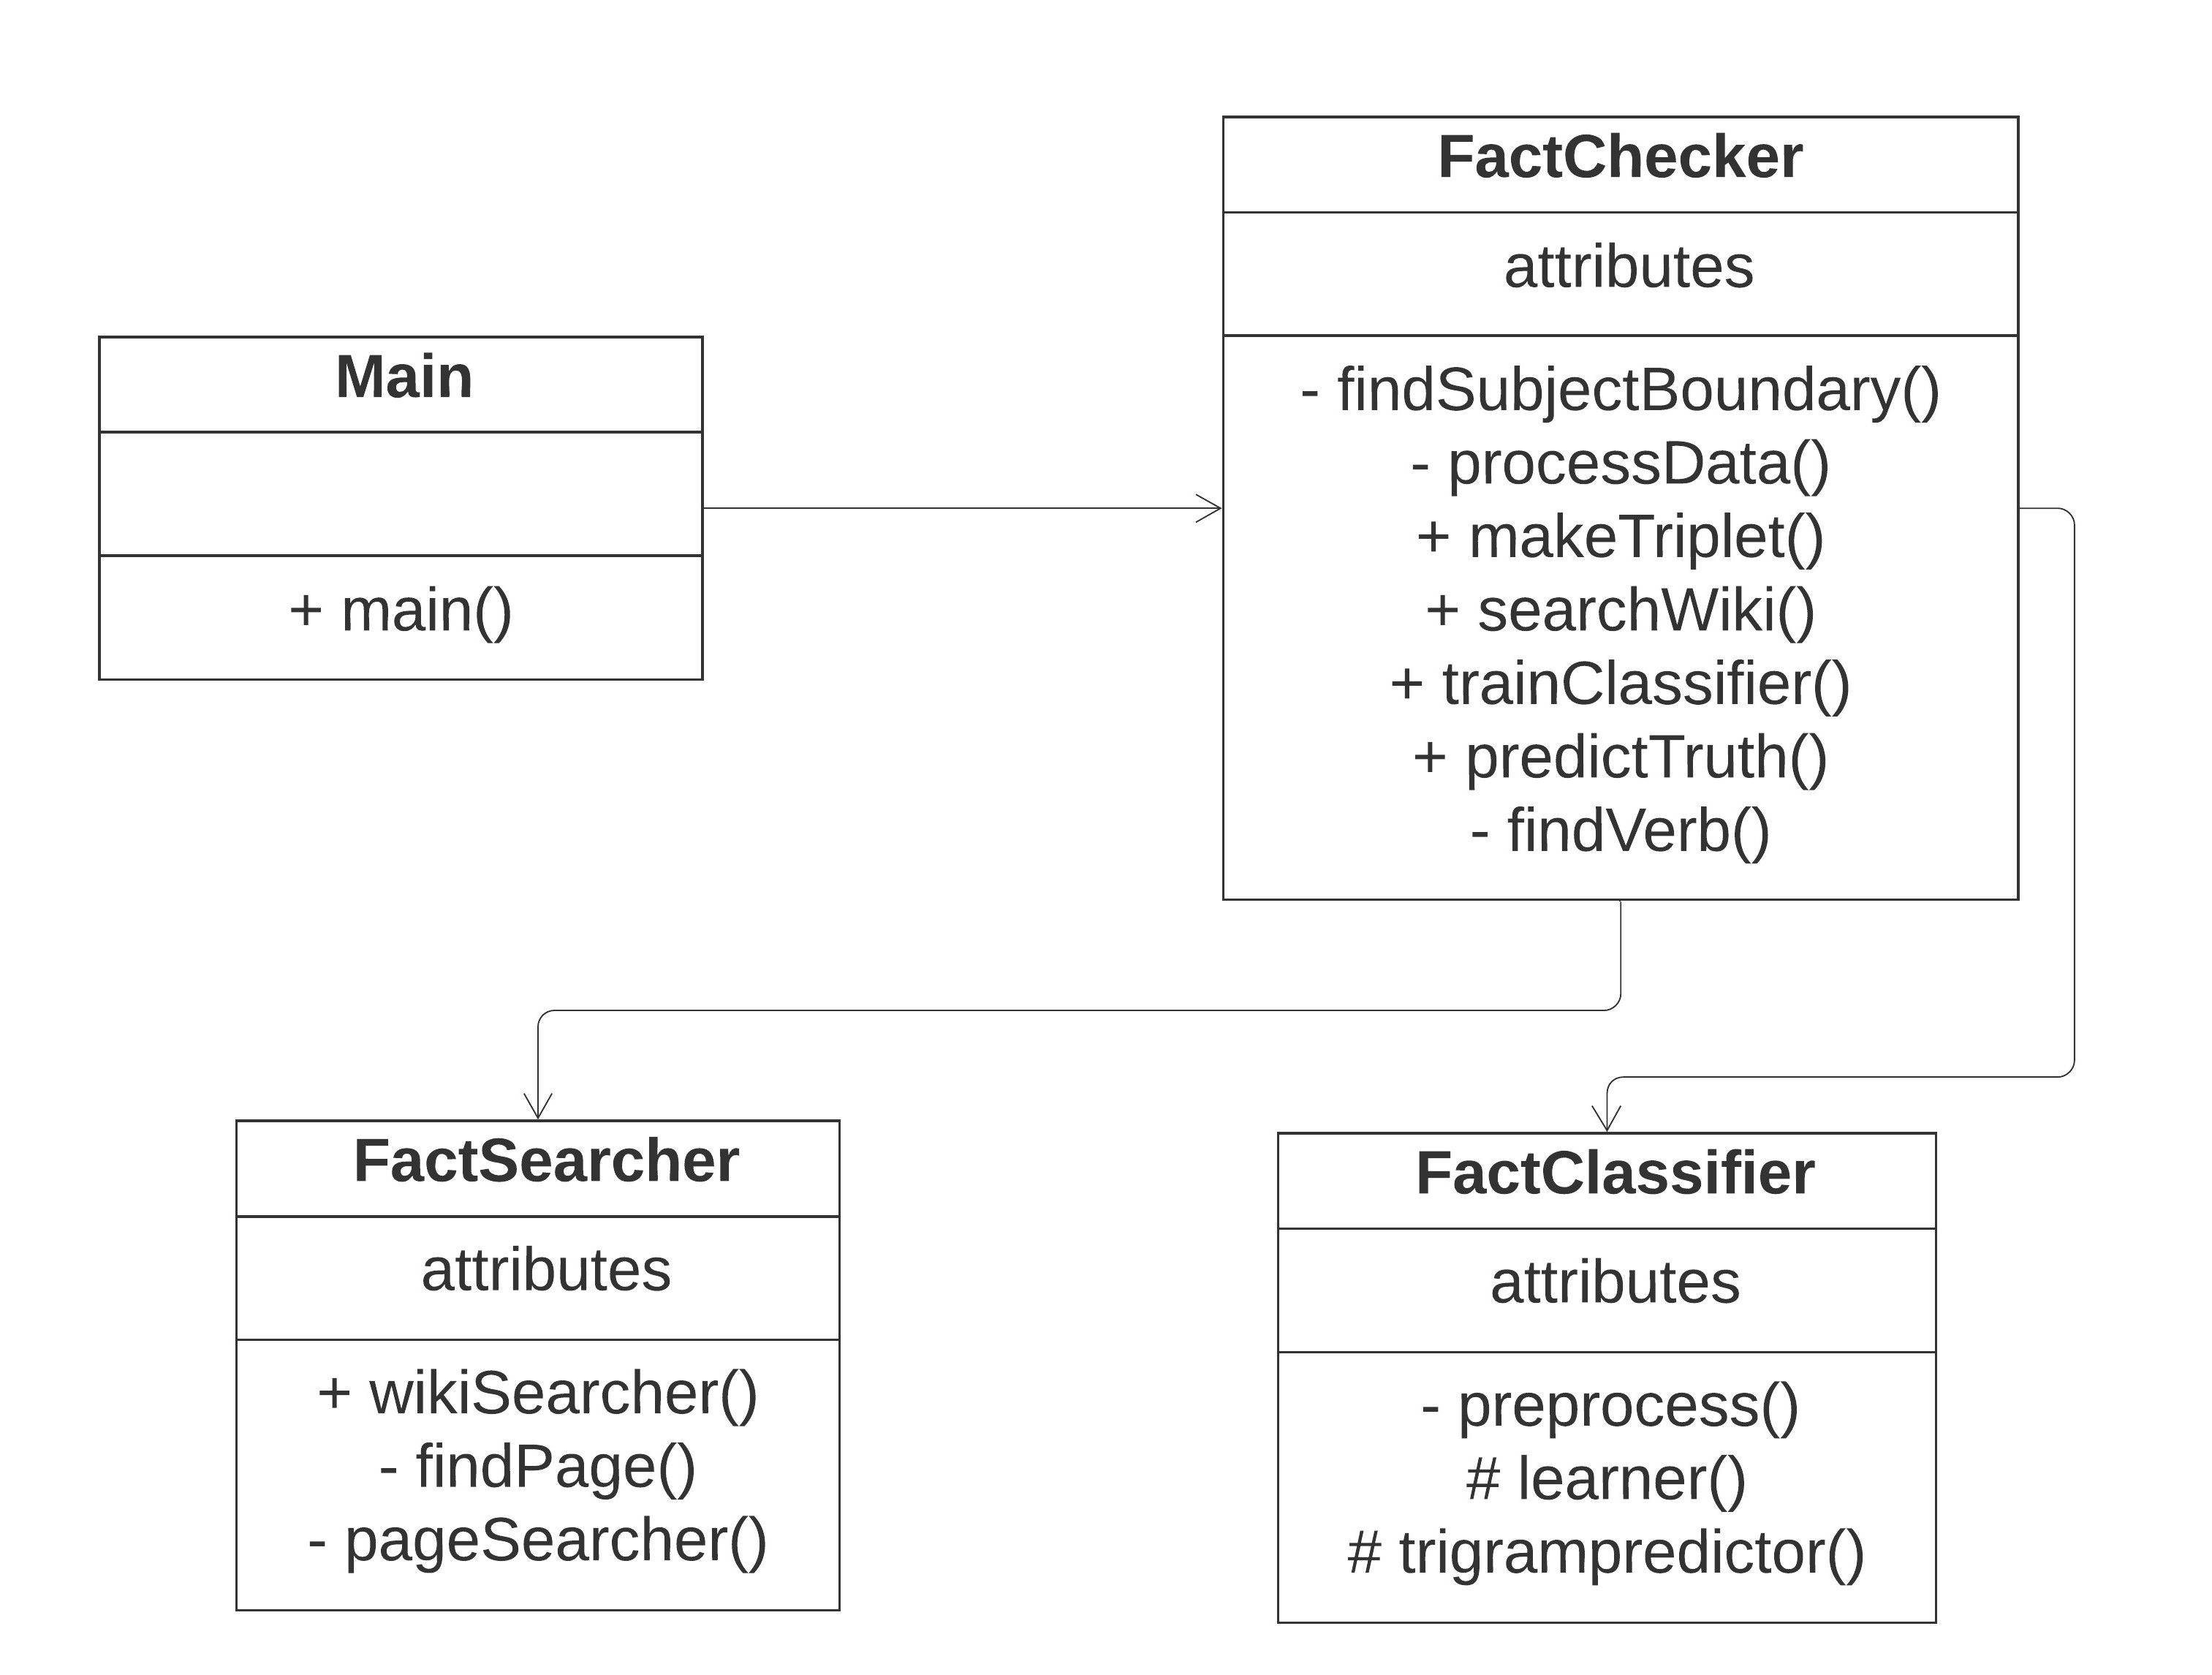 FactChecker
attributes
- findSubjectBoundary()
- processData()
+ makeTriplet()
+ searchWiki()
+ trainClassifier()
+ predictTruth()
- findVerb()
Main
+ main()
FactSearcher
attributes
+ wikiSearcher()
- findPage()
- pageSearcher()
FactClassifier
attributes
- preprocess()
# learner()
# trigrampredictor()